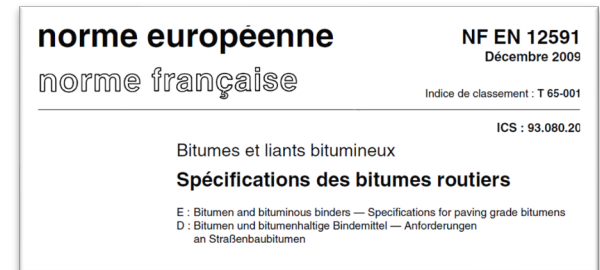 norme européenne
NF EN 12591
Décembre 2009
norme française
Indice de classement : T 65-001
ICS : 93.080.20
Bitumes et liants bitumineux
Spécifications des bitumes routiers
E : Bitumen and bituminous binders — Specifications for paving grade bitumens
D : Bitumen und bitumenhaltige Bindemittel — Anforderungen
an Straßenbaubitumen